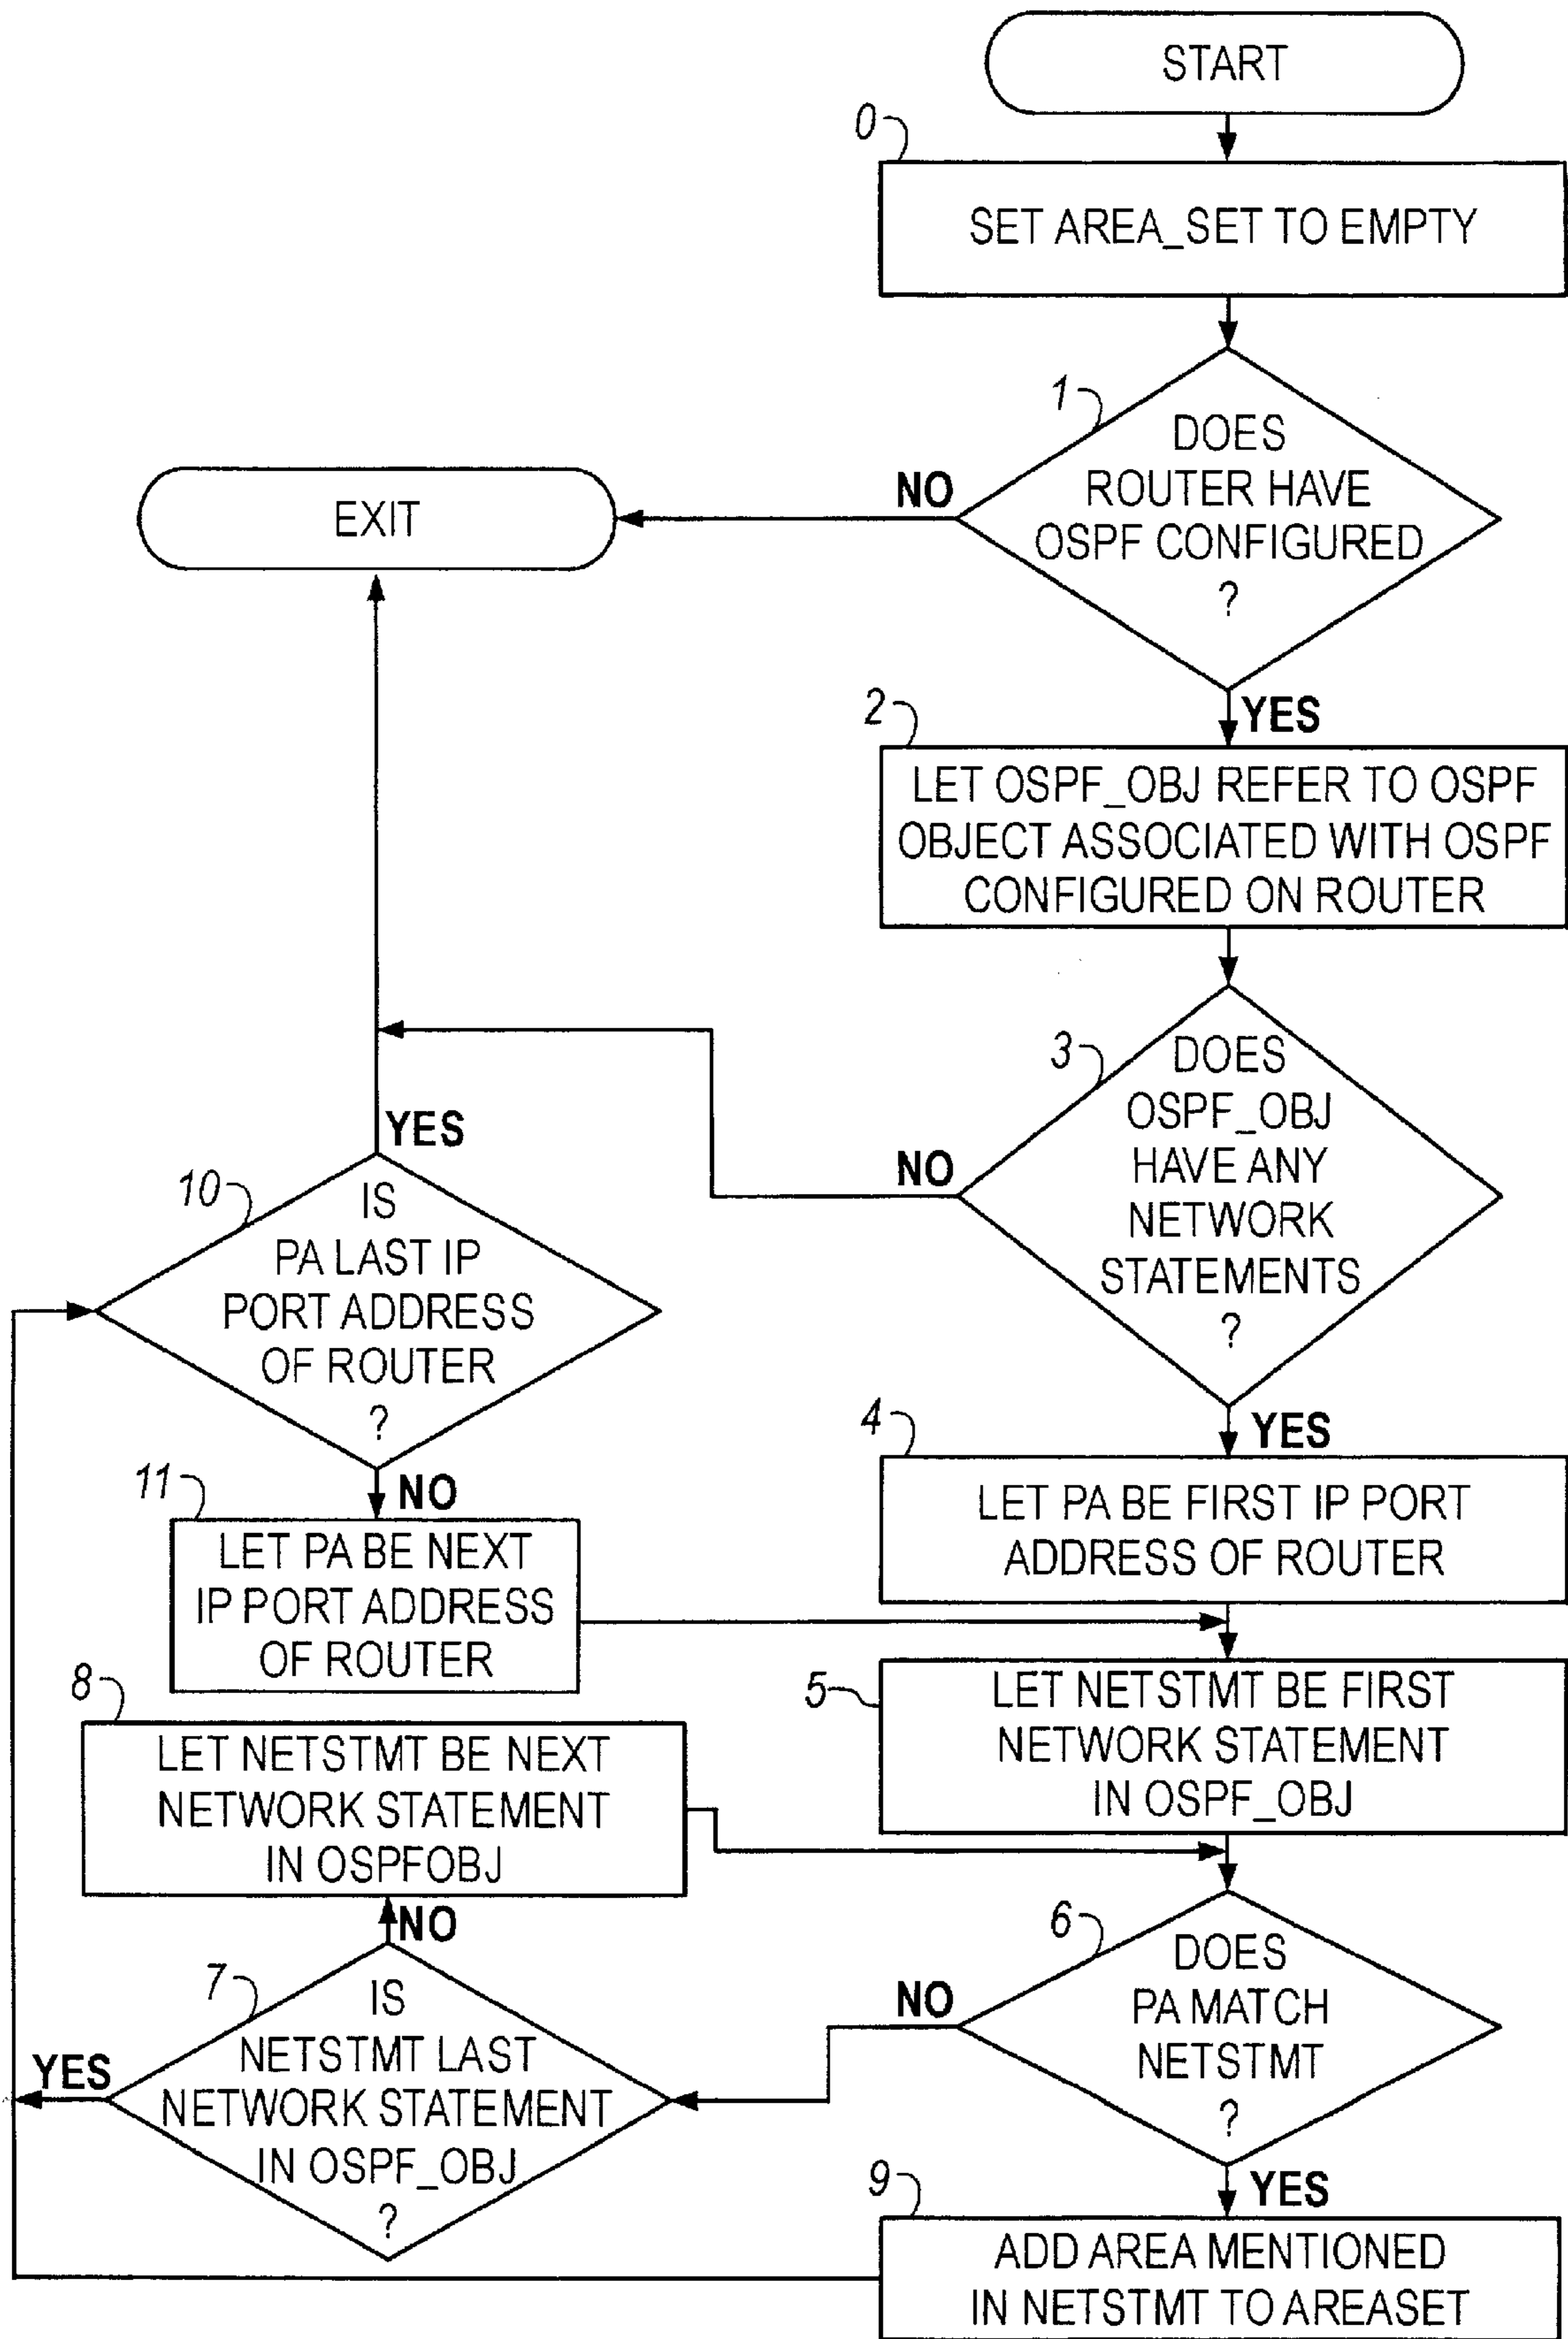 START
0
SET AREA_SET TO EMPTY
1
DOES
ROUTER HAVE
OSPF CONFIGURED
?
NO
EXIT
YES
2
LET OSPF_OBJ REFER TO OSPF
OBJECT ASSOCIATED WITH OSPF
CONFIGURED ON ROUTER
3
DOES
OSPF_OBJ
HAVE ANY
NETWORK
STATEMENTS
?
NO
YES
10
IS
PA LAST IP
PORT ADDRESS
OF ROUTER
?
YES
4
LET PA BE FIRST IP PORT
ADDRESS OF ROUTER
NO
11
LET PA BE NEXT
IP PORT ADDRESS
OF ROUTER
5
LET NETSTMT BE FIRST
NETWORK STATEMENT
IN OSPF_OBJ
8
LET NETSTMT BE NEXT
NETWORK STATEMENT
IN OSPFOBJ
NO
6
DOES
PA MATCH
NETSTMT
?
NO
7
IS
NETSTMT LAST
NETWORK STATEMENT
IN OSPF_OBJ
?
YES
YES
9
ADD AREA MENTIONED
IN NETSTMT TO AREASET